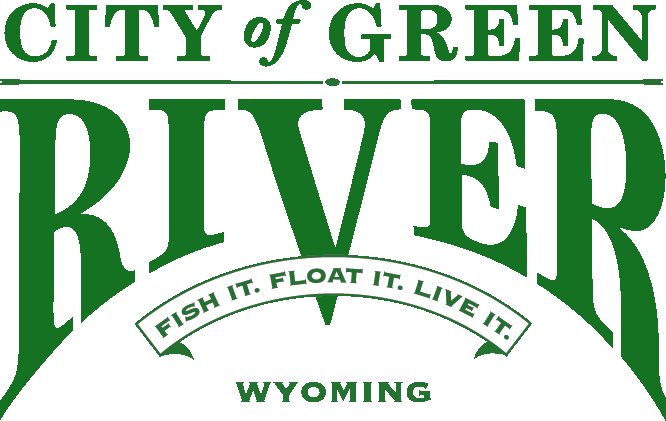 CITY of GREEN
RIVER
FISH IT. FLOAT IT. LIVE IT.
WYOMING